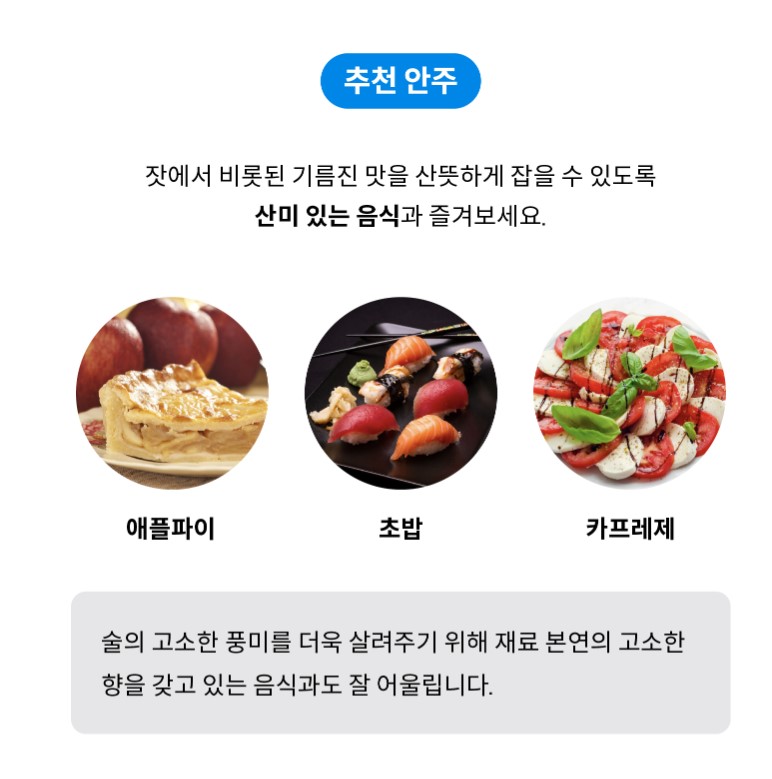 추천 안주
잣에서 비롯된 기름진 맛을 산뜻하게 잡을 수 있도록
산미 있는 음식과 즐겨보세요.
애플파이
초밥
카프레제
술의 고소한 풍미를 더욱 살려주기 위해 재료 본연의 고소한
향을 갖고 있는 음식과도 잘 어울립니다.